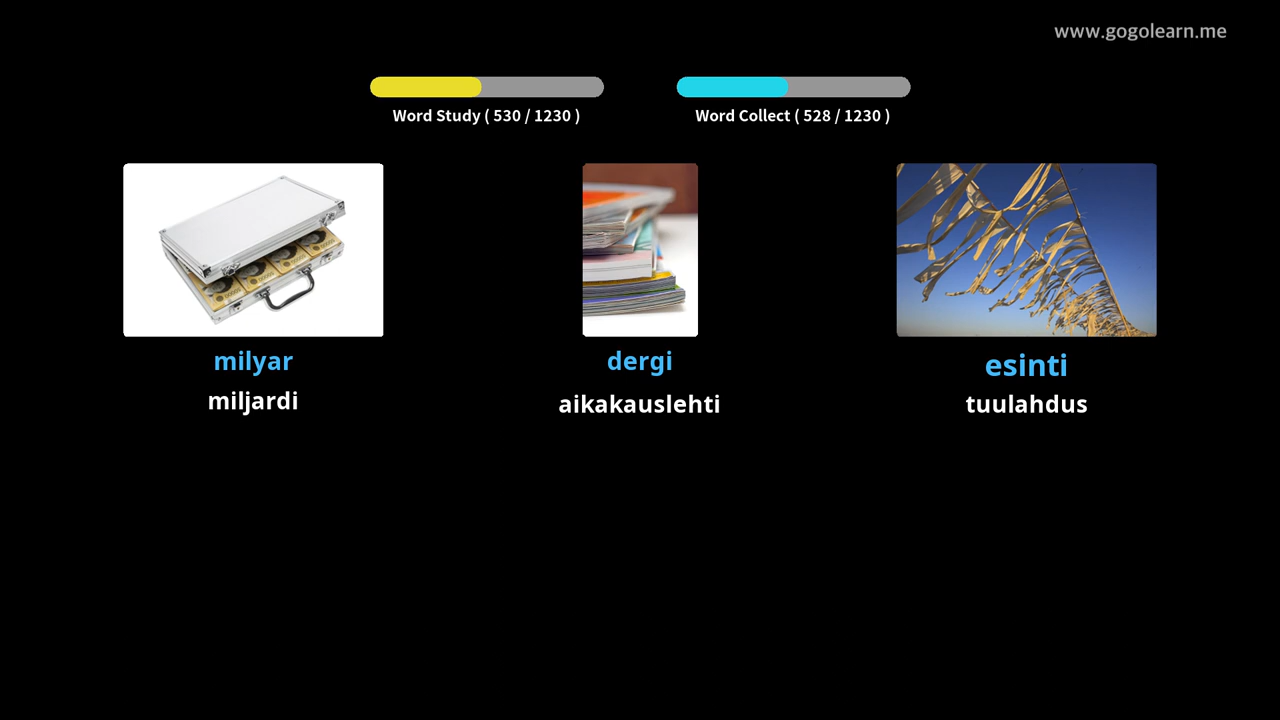 www.gogolearn.me
Word Study ( 530 / 1230 )
Word Collect ( 528 / 1230 )
milyar
miljardi
dergi
aikakauslehti
esinti
tuulahdus